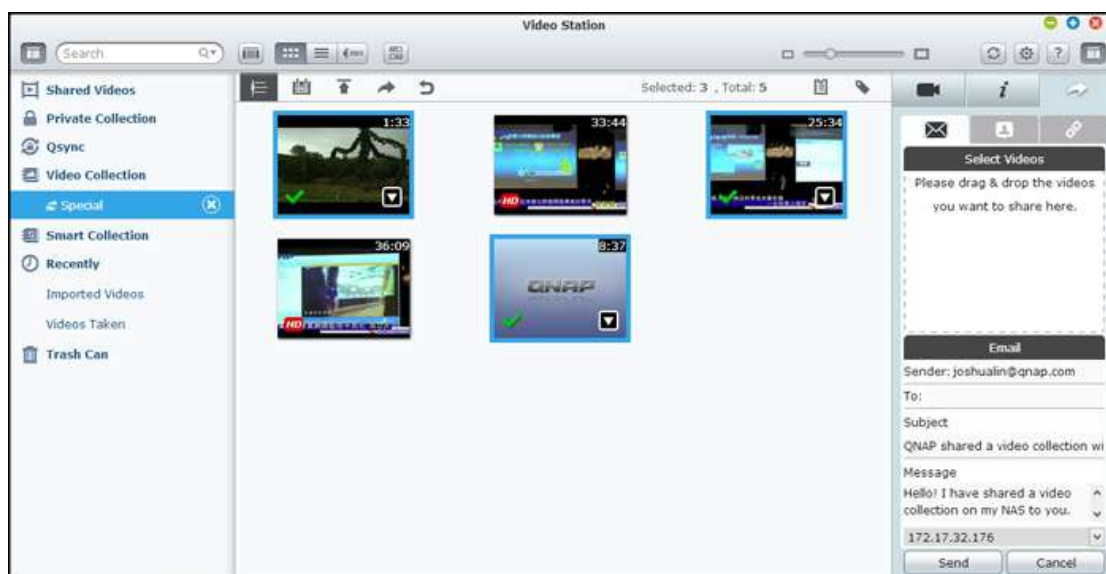 Video Station
Search
Shared Videos
Private Collection
Qsync
Video Collection
Special
Smart Collection
Recently
Imported Videos
Videos Taken
Trash Can
Selected: 3 , Total: 5
1:33
33:44
HD
25:34
36:09
HD
8:37
QNAP
i
?
Select Videos
Please drag & drop the videos
you want to share here.
Email
Sender: joshualin@qnap.com
To:
Subject
QNAP shared a video collection wi
Message
Hello! I have shared a video
collection on my NAS to you.
172.17.32.176
Send
Cancel